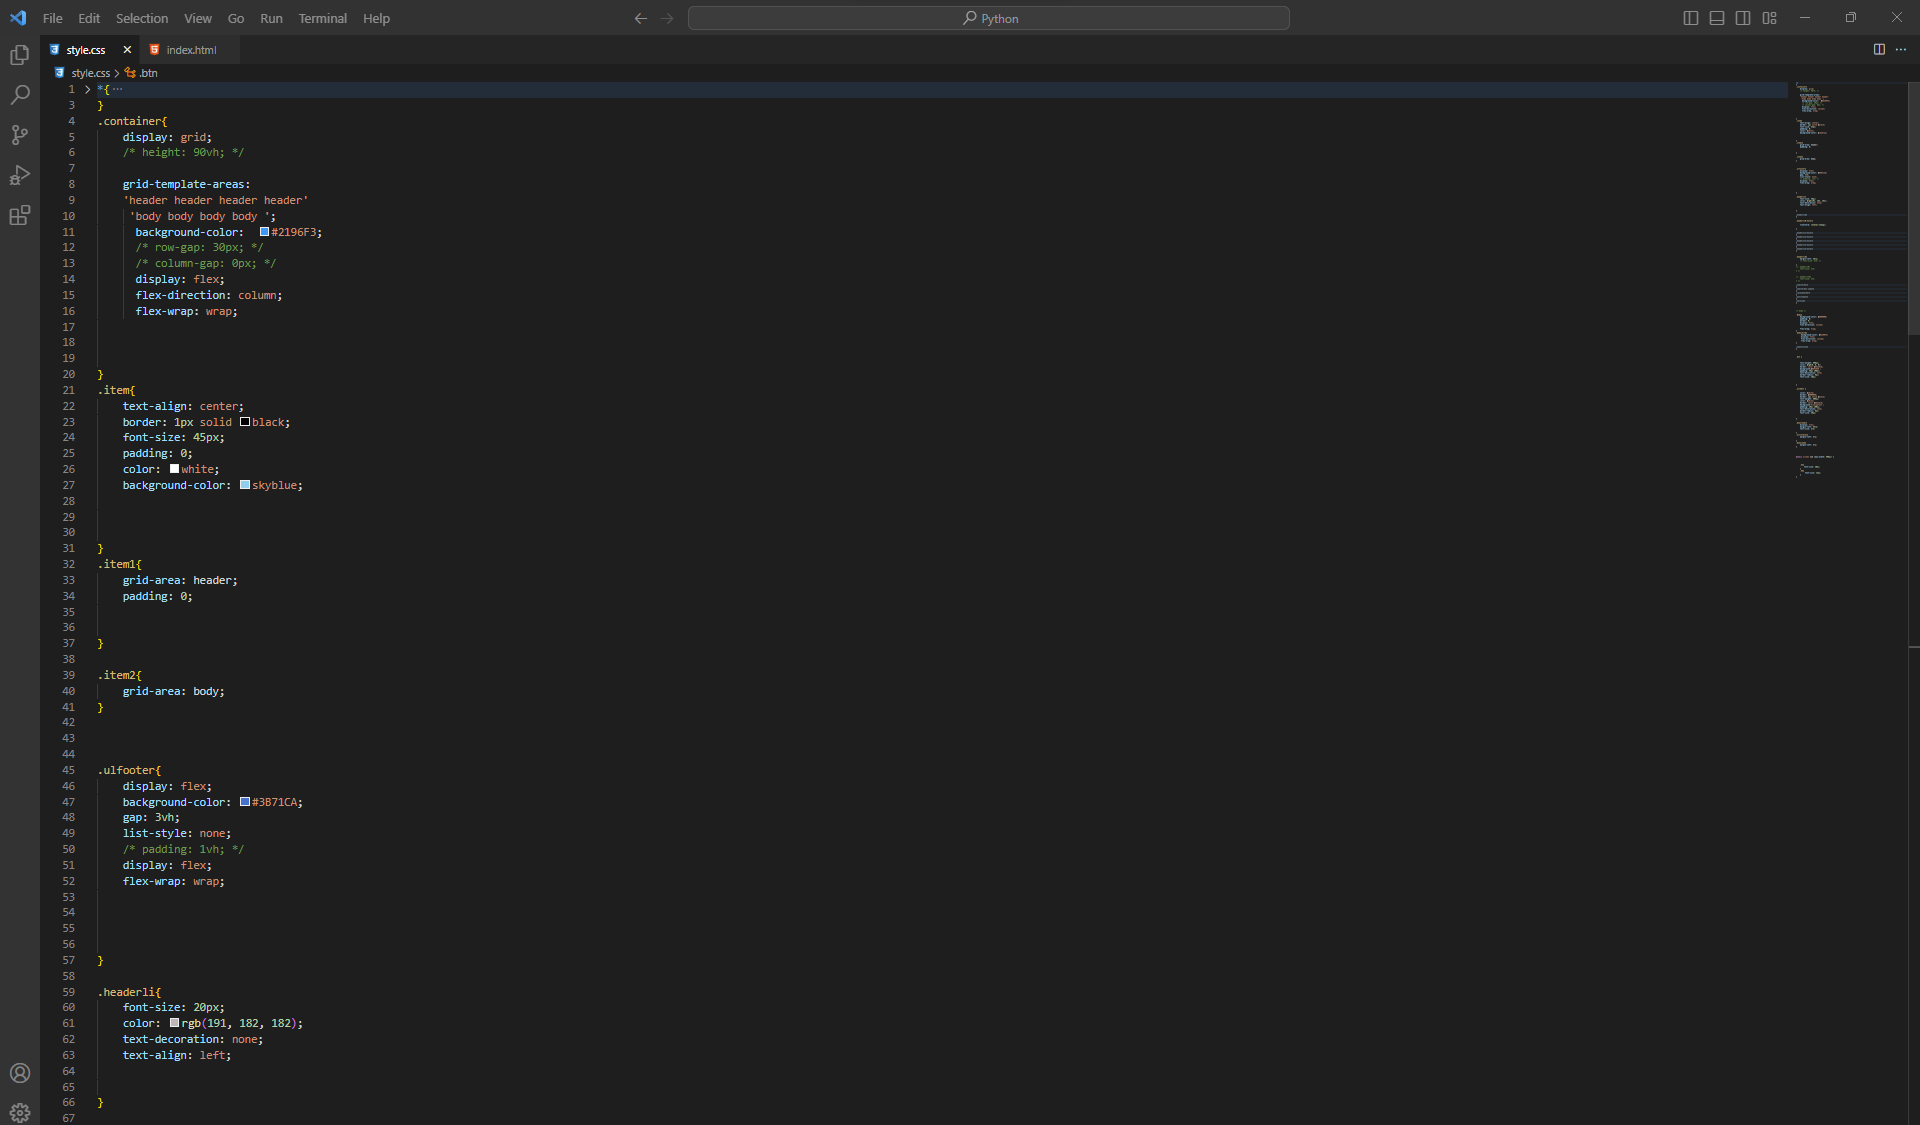 File Edit Selection View Go Run Terminal Help
Python
style.css
index.html
style.css > .btn
1 *{ ...
3 }
4 .container{
5 display: grid;
6 /* height: 90vh; */
7
8 grid-template-areas:
9 'header header header header'
10 'body body body body ';
11 background-color: #2196F3;
12 /* row-gap: 30px; */
13 /* column-gap: 0px; */
14 display: flex;
15 flex-direction: column;
16 flex-wrap: wrap;
17
18
19
20 }
21 .item{
22 text-align: center;
23 border: 1px solid black;
24 font-size: 45px;
25 padding: 0;
26 color: white;
27 background-color: skyblue;
28
29
30
31 }
32 .item1{
33 grid-area: header;
34 padding: 0;
35
36
37 }
38
39 .item2{
40 grid-area: body;
41 }
42
43
44
45 .ulfooter{
46 display: flex;
47 background-color: #3B71CA;
48 gap: 3vh;
49 list-style: none;
50 /* padding: 1vh; */
51 display: flex;
52 flex-wrap: wrap;
53
54
55
56
57 }
58
59 .headerli{
60 font-size: 20px;
61 color: rgb(191, 182, 182);
62 text-decoration: none;
63 text-align: left;
64
65
66 }
67